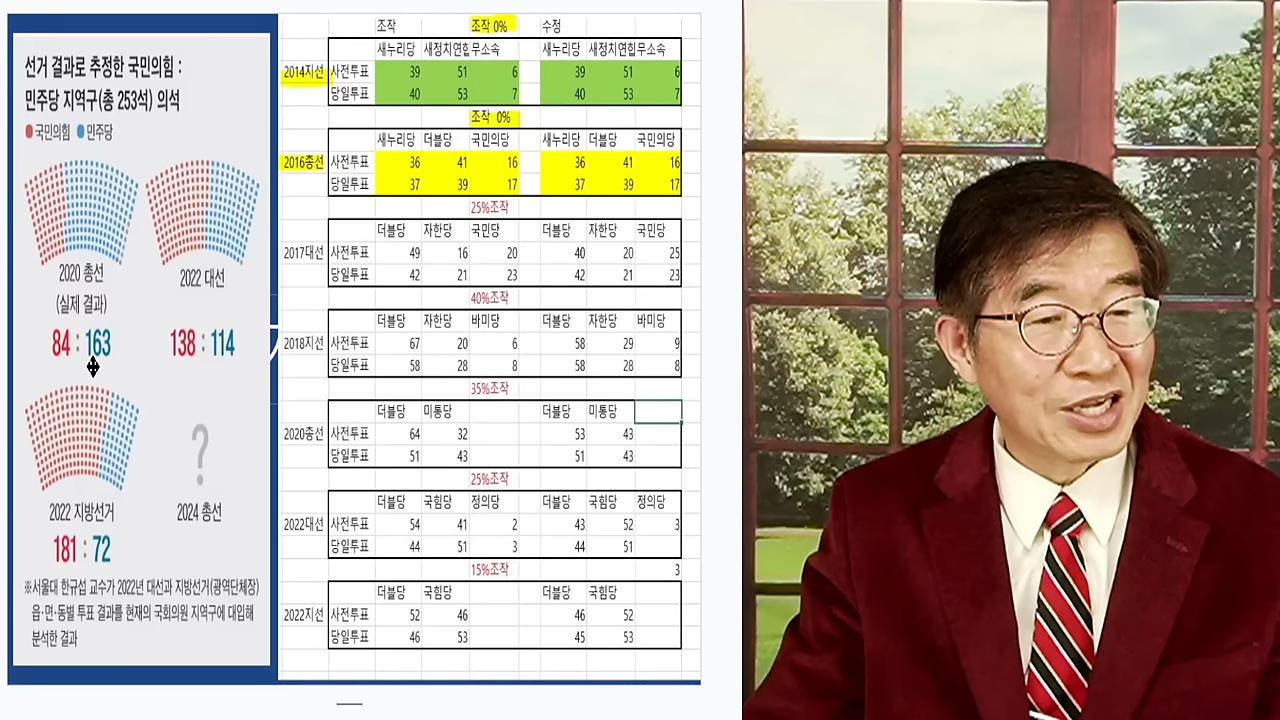 선거 결과로 추정한 국민의힘 :
민주당 지역구(총 253석) 의석
국민의힘 민주당
2020 총선
(실제 결과)
84 : 163
2022 대선
138 : 114
2022 지방선거
181 : 72
?
2024 총선
※서울대 한규섭 교수가 2022년 대선과 지방선거(광역단체장)
읍·면·동별 투표 결과를 현재의 국회의원 지역구에 대입해
분석한 결과
조작 조작 0% 수정
새누리당 새정치연합 무소속 새누리당 새정치연합 무소속
2014지선 사전투표 39 51 6 39 51 6
당일투표 40 53 7 40 53 7
조작 0%
새누리당 더블당 국민의당 새누리당 더블당 국민의당
2016총선 사전투표 36 41 16 36 41 16
당일투표 37 39 17 37 39 17
25%조작
더블당 자한당 국민당 더블당 자한당 국민당
2017대선 사전투표 49 16 20 40 20 25
당일투표 42 21 23 42 21 23
40%조작
더블당 자한당 바미당 더블당 자한당 바미당
2018지선 사전투표 67 20 6 58 29 9
당일투표 58 28 8 58 28 8
35%조작
더블당 미통당 더블당 미통당
2020총선 사전투표 64 32 53 43
당일투표 51 43 51 43
25%조작
더블당 국힘당 정의당 더블당 국힘당 정의당
2022대선 사전투표 54 41 2 43 52 3
당일투표 44 51 3 44 51
15%조작 3
더블당 국힘당 더블당 국힘당
2022지선 사전투표 52 46 46 52
당일투표 46 53 45 53